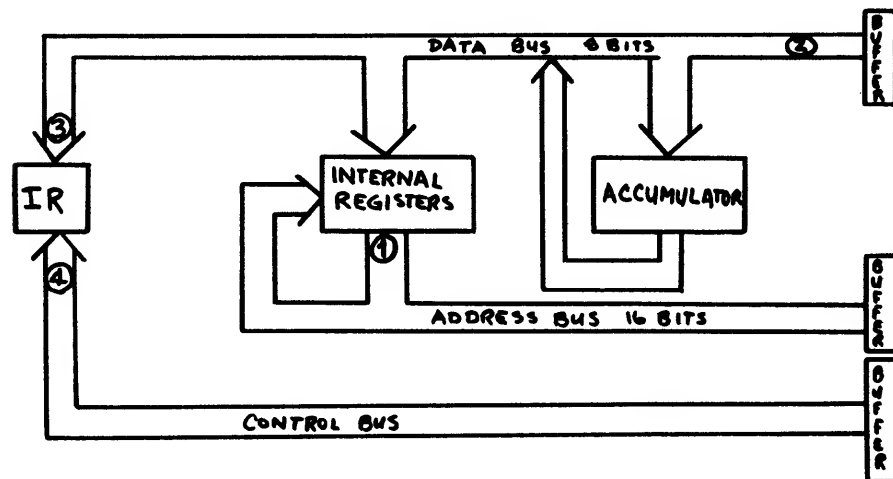 DATA BUS 8 BITS
②
BUFFER
③
IR
INTERNAL
REGISTERS
ACCUMULATOR
①
④
ADDRESS BUS 16 BITS
BUFFER
CONTROL BUS
BUFFER